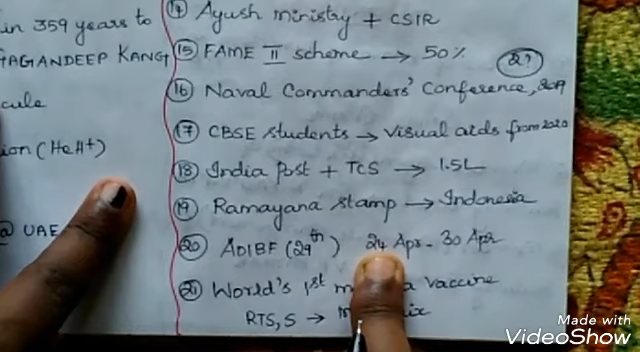 in 359 years to
GAGANDEEP KANG
cule
ion (HeH+)
@ UAE
14 Ayush ministry + CSIR
15 FAME II scheme → 50%
2?
16 Naval Commanders' Conference, 2019
17 CBSE students → Visual aids from 2020
18 India Post + TCS → 1.5L
19 Ramayana stamp → Indonesia
20 ADIBF (29th) 24 Apr - 30 Apr
21 World's 1st m a vaccine
RTS,S → ix
Made with
VideoShow